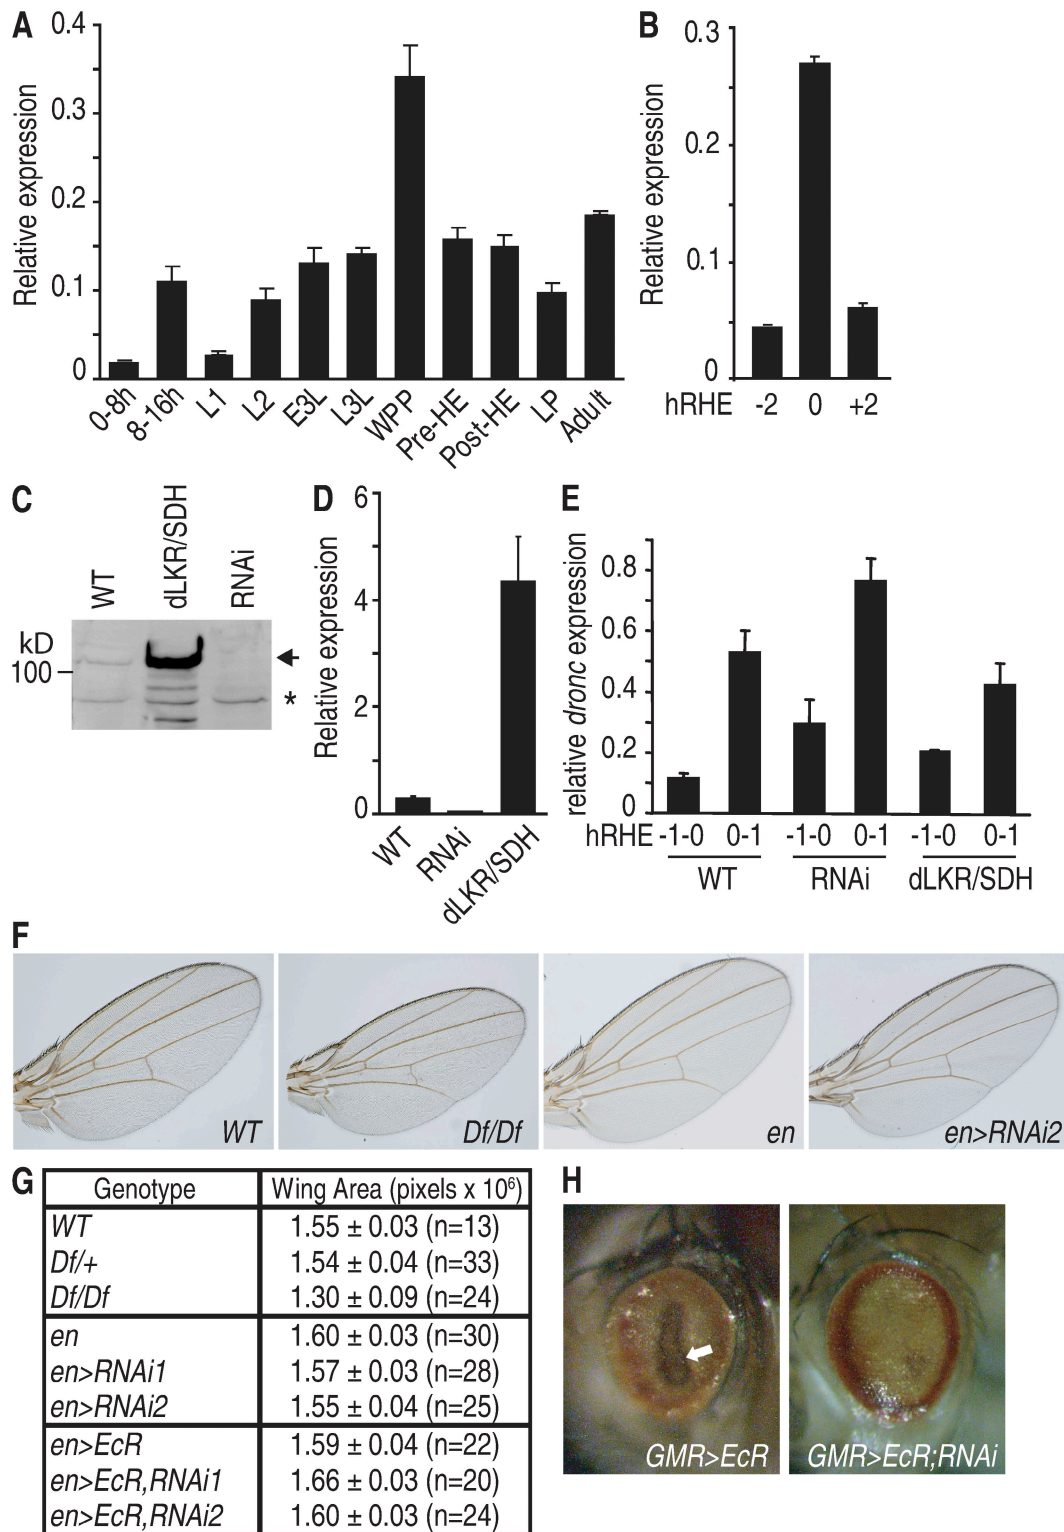 A
0.4
0.3
0.2
0.1
0
Relative expression
0-8h
8-16h
L1
L2
E3L
L3L
WPP
Pre-HE
Post-HE
LP
Adult
B
0.3
0.2
0.1
0
Relative expression
hRHE -2 0 +2
C
WT
dLKR/SDH
RNAi
kD
100
*
D
6
4
2
0
Relative expression
WT
RNAi
dLKR/SDH
E
0.8
0.6
0.4
0.2
0
relative dronc expression
hRHE -1-0 0-1 -1-0 0-1 -1-0 0-1
WT RNAi dLKR/SDH
F
WT
Df/Df
en
en>RNAi2
G
Genotype Wing Area (pixels x 10⁶)
WT 1.55 ± 0.03 (n=13)
Df/+ 1.54 ± 0.04 (n=33)
Df/Df 1.30 ± 0.09 (n=24)
en 1.60 ± 0.03 (n=30)
en>RNAi1 1.57 ± 0.03 (n=28)
en>RNAi2 1.55 ± 0.04 (n=25)
en>EcR 1.59 ± 0.04 (n=22)
en>EcR,RNAi1 1.66 ± 0.03 (n=20)
en>EcR,RNAi2 1.60 ± 0.03 (n=24)
H
GMR>EcR
GMR>EcR;RNAi